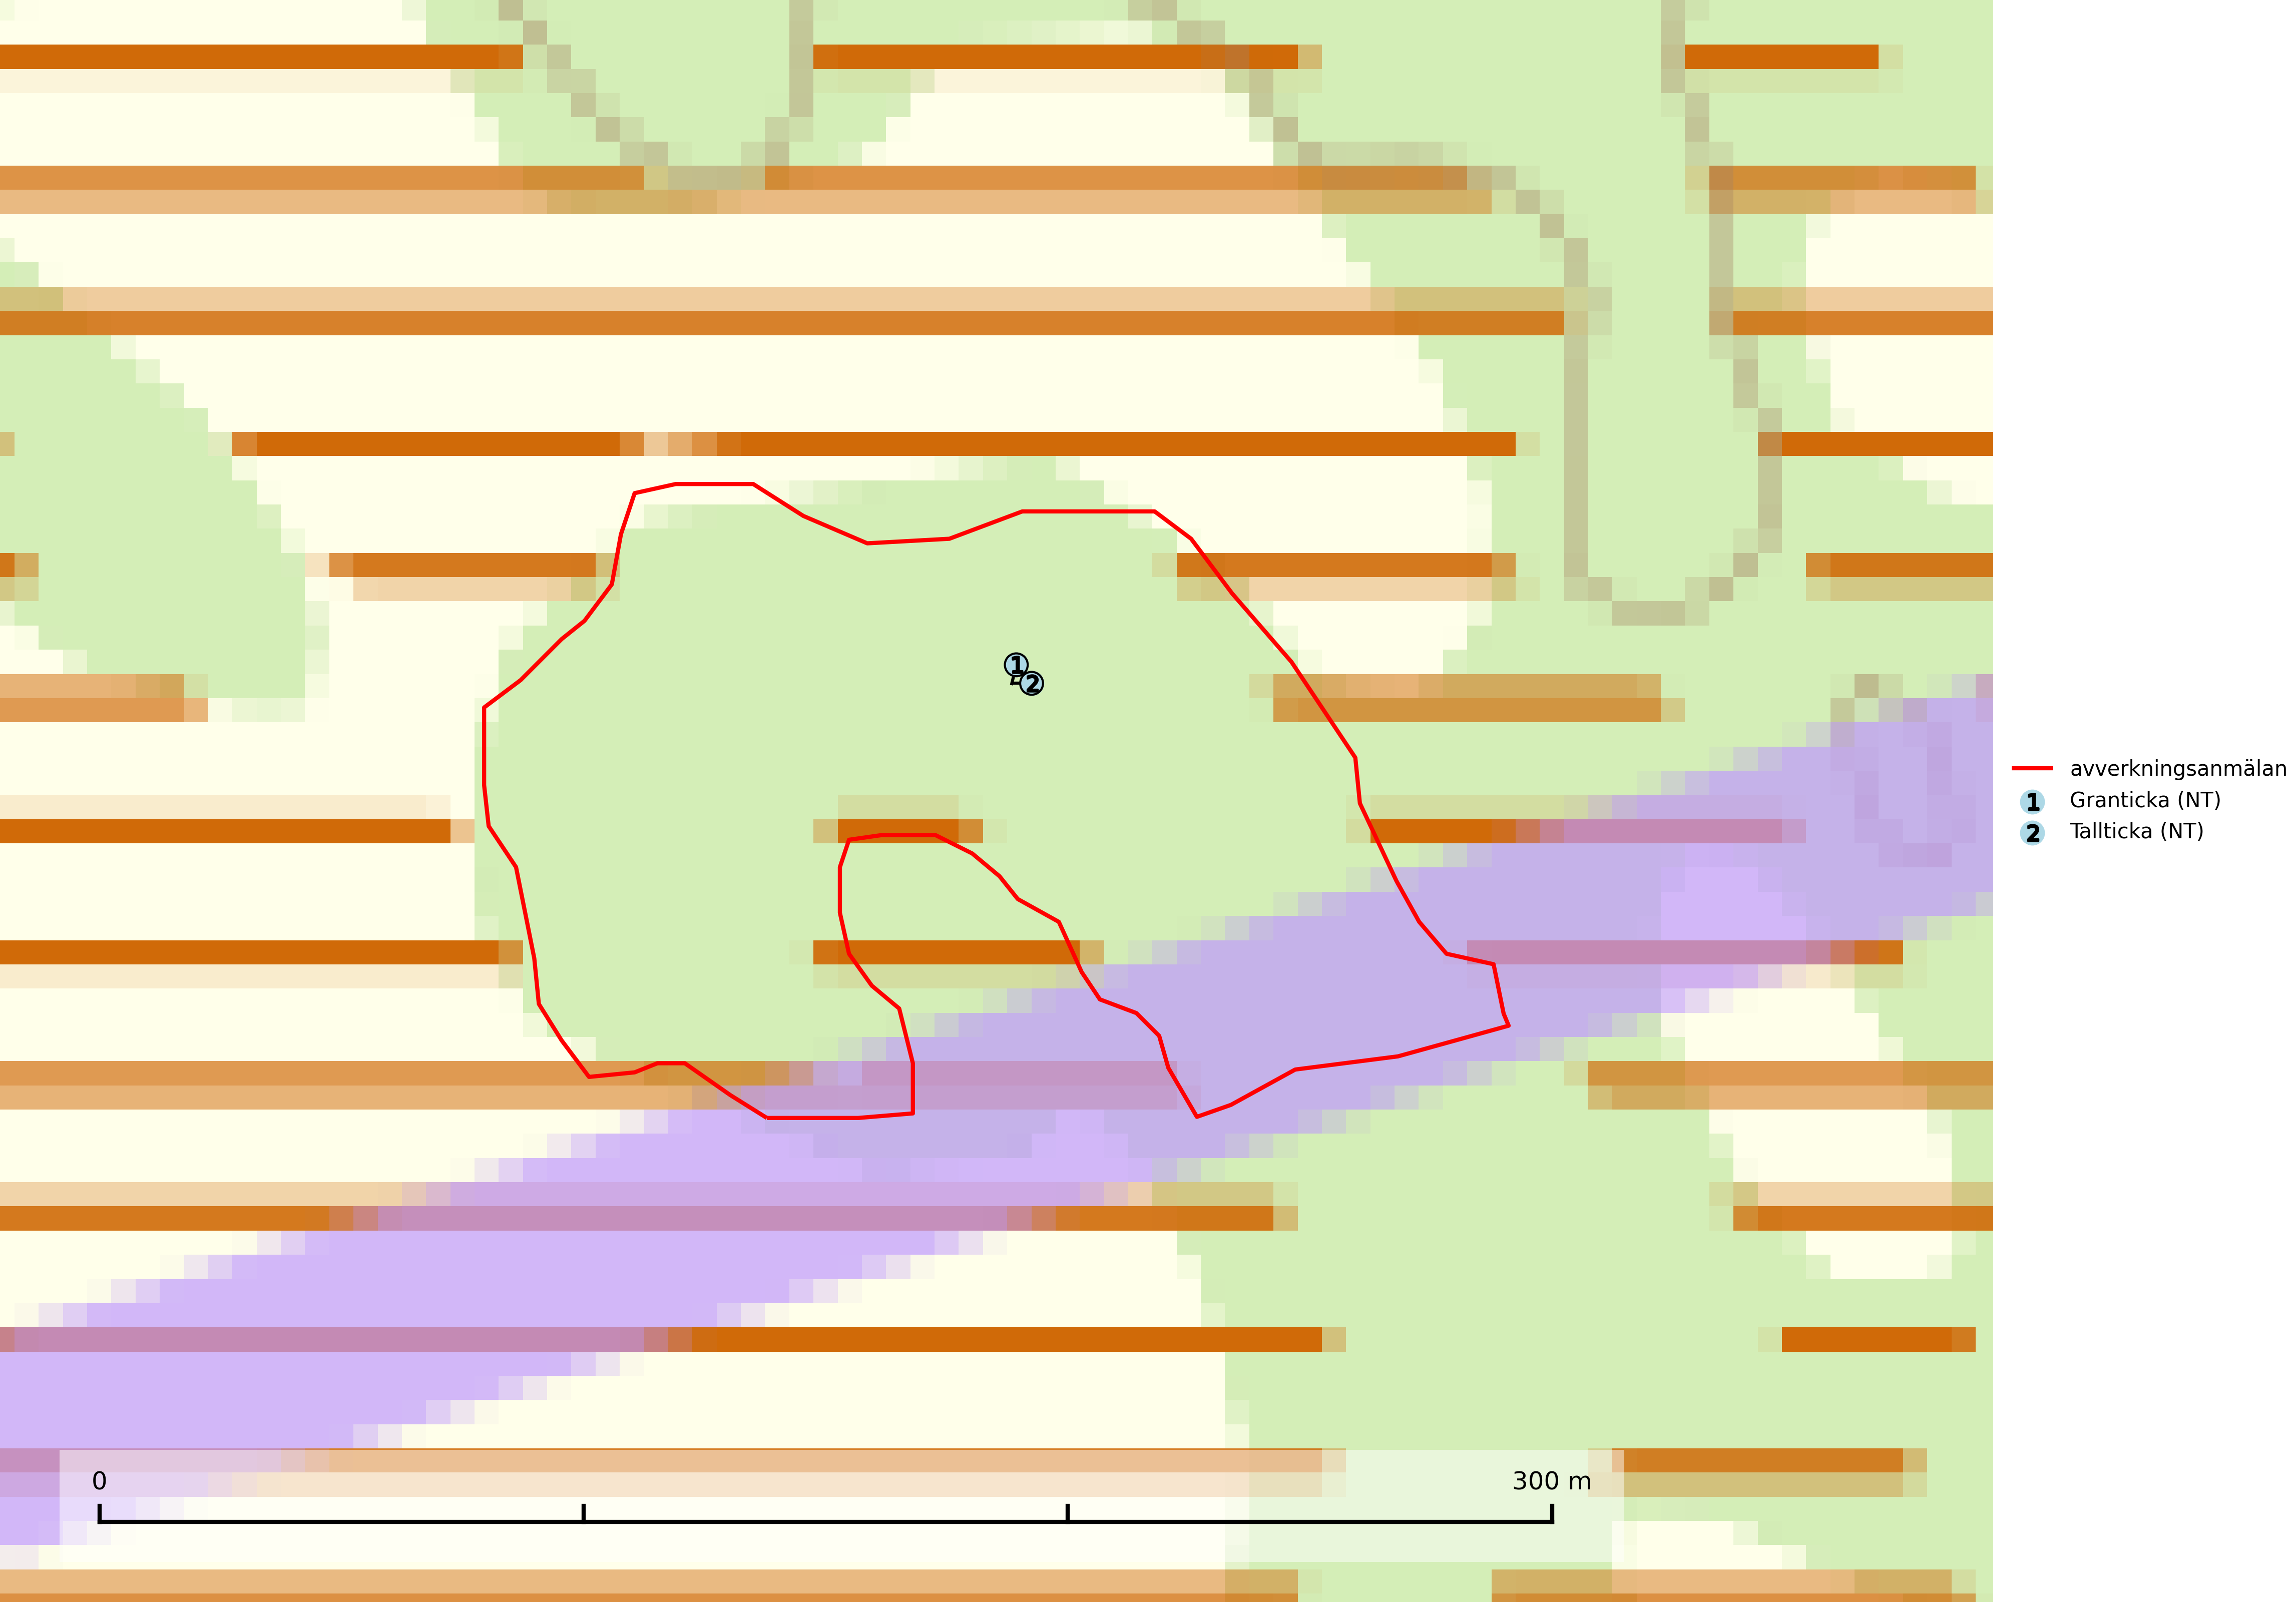 1
2
avverkningsanmälan
1 Granticka (NT)
2 Tallticka (NT)
0 300 m